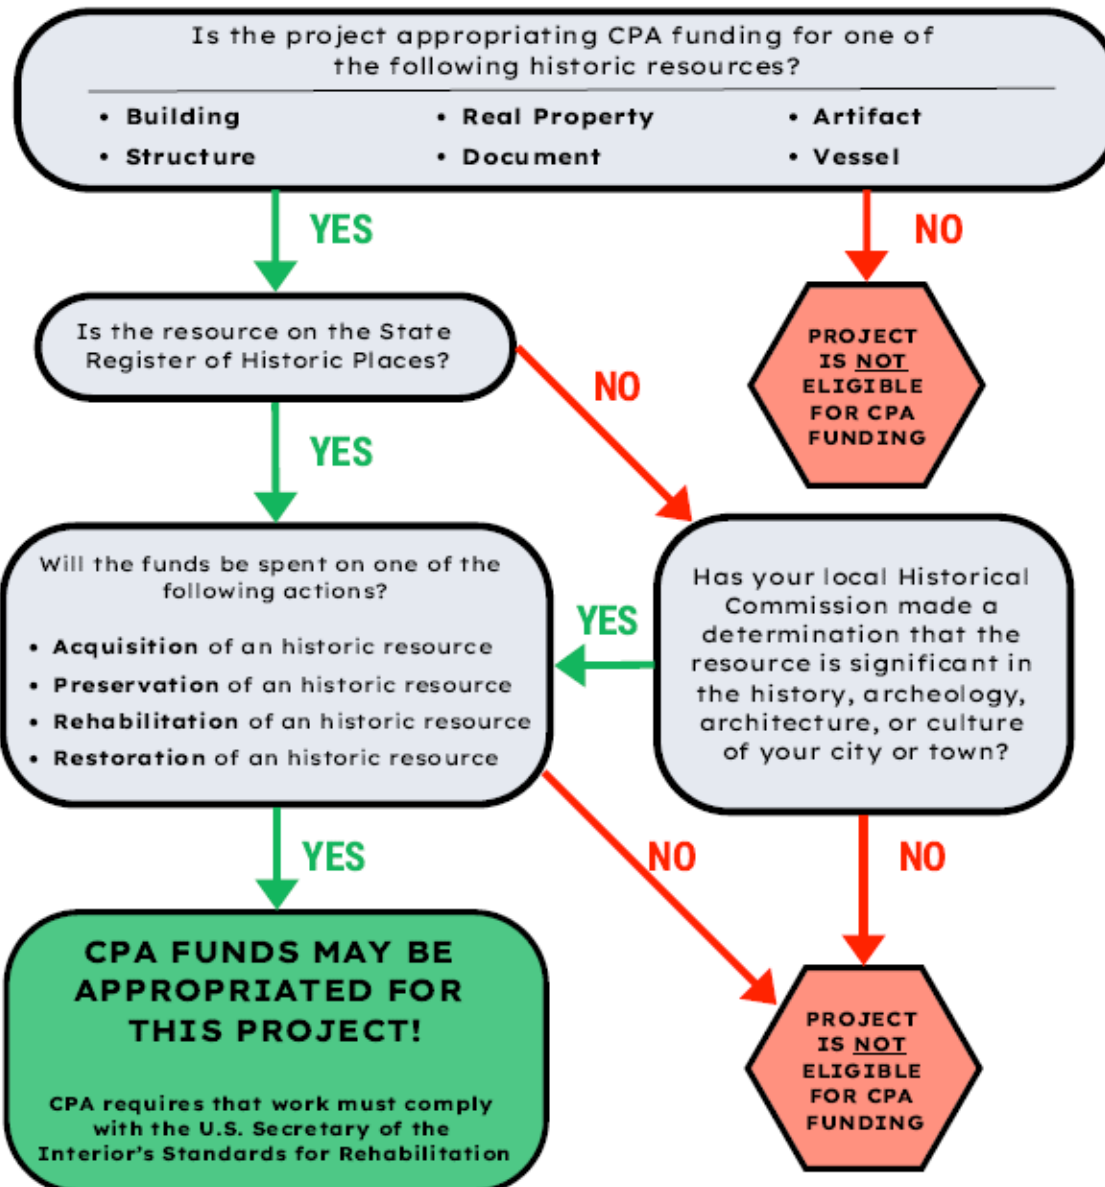 Is the project appropriating CPA funding for one of
the following historic resources?
• Building
• Structure
• Real Property
• Document
• Artifact
• Vessel
YES
NO
PROJECT
IS NOT
ELIGIBLE
FOR CPA
FUNDING
Is the resource on the State
Register of Historic Places?
NO
YES
Will the funds be spent on one of the
following actions?
• Acquisition of an historic resource
• Preservation of an historic resource
• Rehabilitation of an historic resource
• Restoration of an historic resource
YES
Has your local Historical
Commission made a
determination that the
resource is significant in
the history, archeology,
architecture, or culture
of your city or town?
YES
NO
NO
CPA FUNDS MAY BE
APPROPRIATED FOR
THIS PROJECT!
CPA requires that work must comply
with the U.S. Secretary of the
Interior's Standards for Rehabilitation
PROJECT
IS NOT
ELIGIBLE
FOR CPA
FUNDING